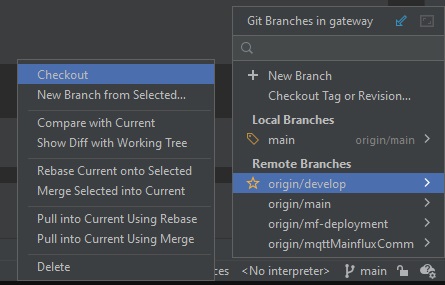 Git Branches in gateway
New Branch
Checkout Tag or Revision...
Local Branches
main origin/main
Remote Branches
origin/develop
origin/main
origin/mf-deployment
origin/mqttMainfluxComm
Checkout
New Branch from Selected...
Compare with Current
Show Diff with Working Tree
Rebase Current onto Selected
Merge Selected into Current
Pull into Current Using Rebase
Pull into Current Using Merge
Delete
<No interpreter> main